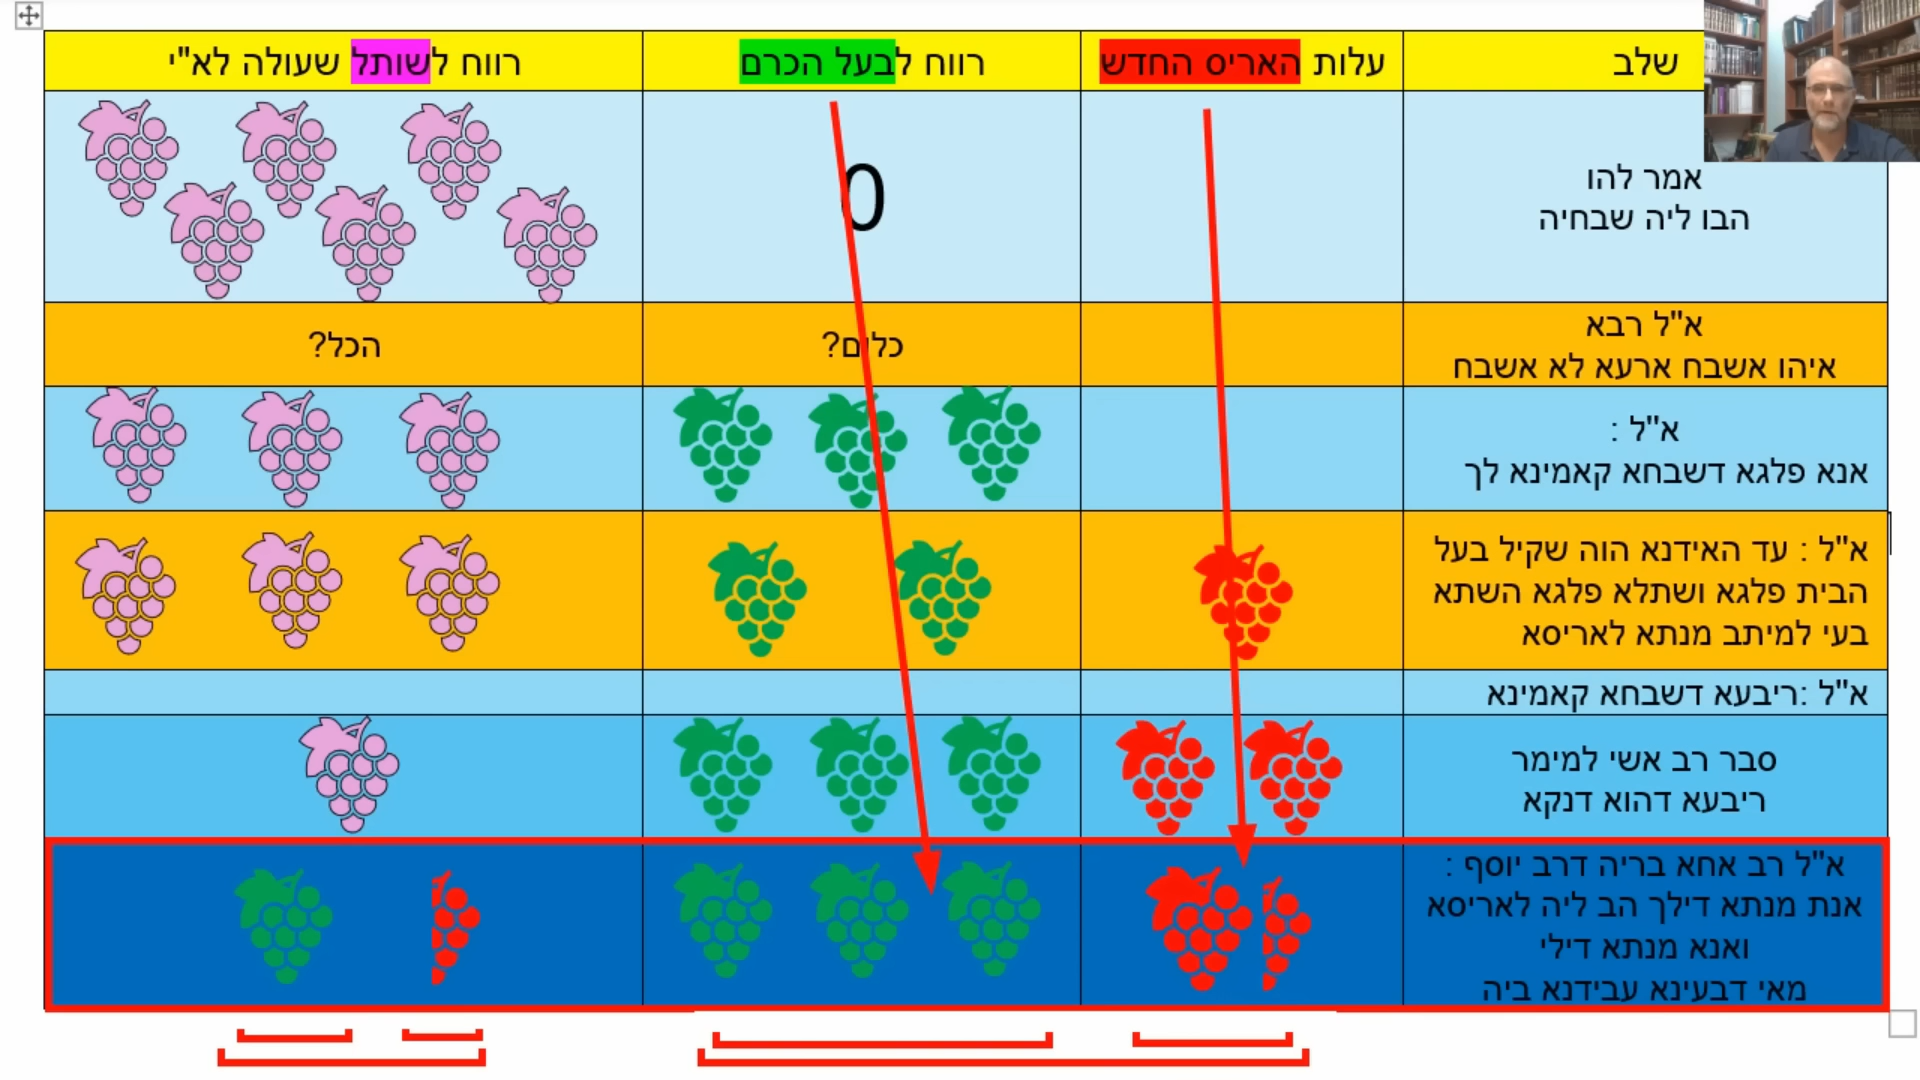 שלב
עלות האריס החדש
רווח לבעל הכרם
רווח לשותל שעולה לא"י
אמר להו
הבו ליה שבחיה
0
א"ל רבא
איהו אשבח ארעא לא אשבח
כלום?
הכל?
א"ל :
אנא פלגא דשבחא קאמינא לך
א"ל : עד האידנא הוה שקיל בעל
הבית פלגא ושתלא פלגא השתא
בעי למיתב מנתא לאריסא
א"ל :ריבעא דשבחא קאמינא
סבר רב אשי למימר
ריבעא דהוא דנקא
א"ל רב אחא בריה דרב יוסף :
אנת מנתא דילך הב ליה לאריסא
ואנא מנתא דילי
מאי דבעינא עבידנא ביה